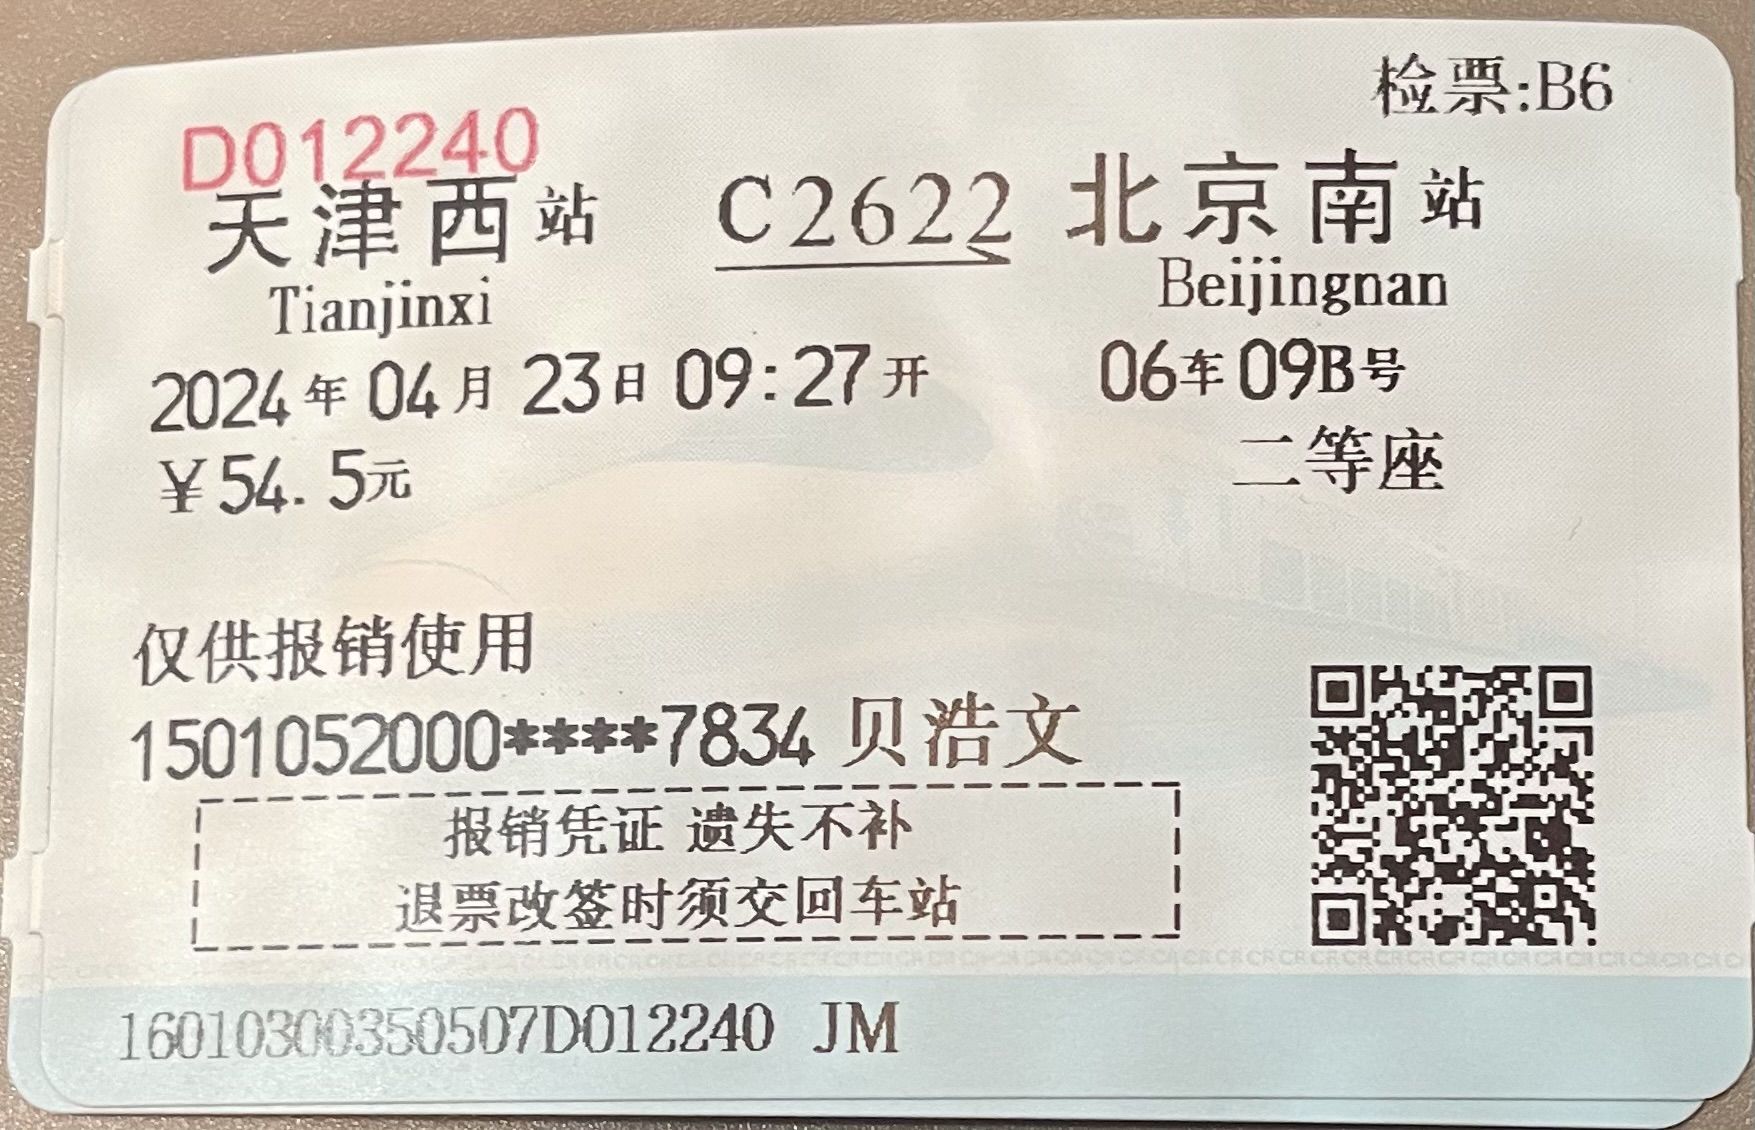 检票:B6
D012240
天津西站 C2622 北京南站
Tianjinxi Beijingnan
2024年04月23日09:27开 06车09B号
¥54.5元 二等座
仅供报销使用
1501052000****7834 贝浩文
报销凭证 遗失不补
退票改签时须交回车站
16010300350507D012240 JM